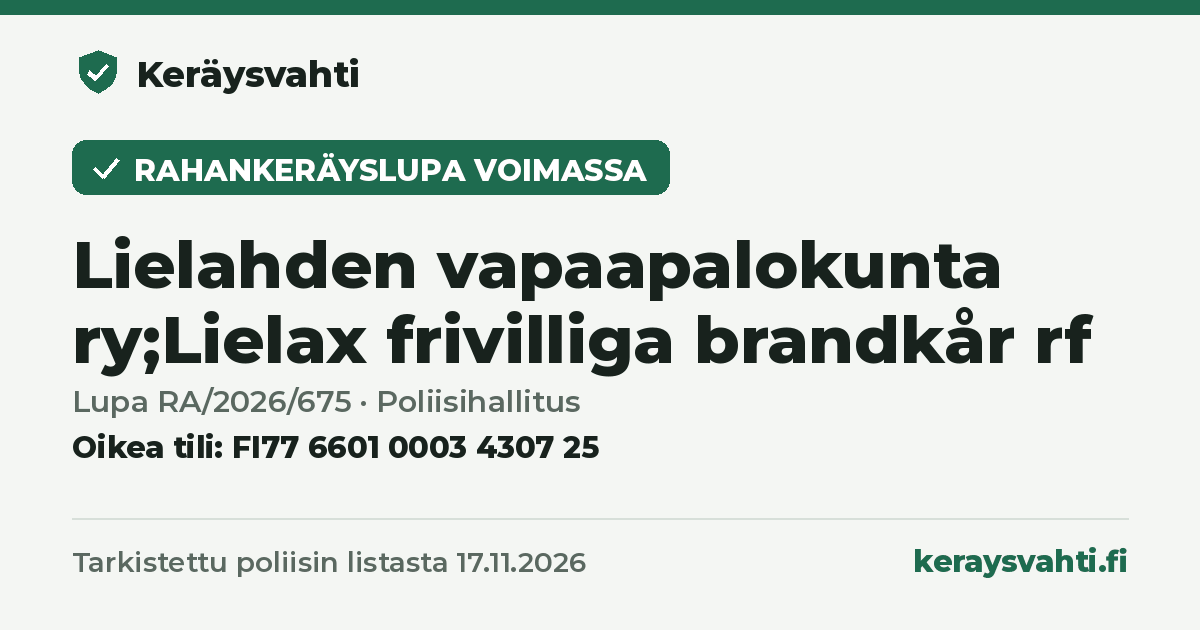 Keräysvahti
RAHANKERÄYSLUPA VOIMASSA
Lielahden vapaapalokunta
ry;Lielax frivilliga brandkår rf
Lupa RA/2026/675 · Poliisihallitus
Oikea tili: FI77 6601 0003 4307 25
Tarkistettu poliisin listasta 17.11.2026
keraysvahti.fi